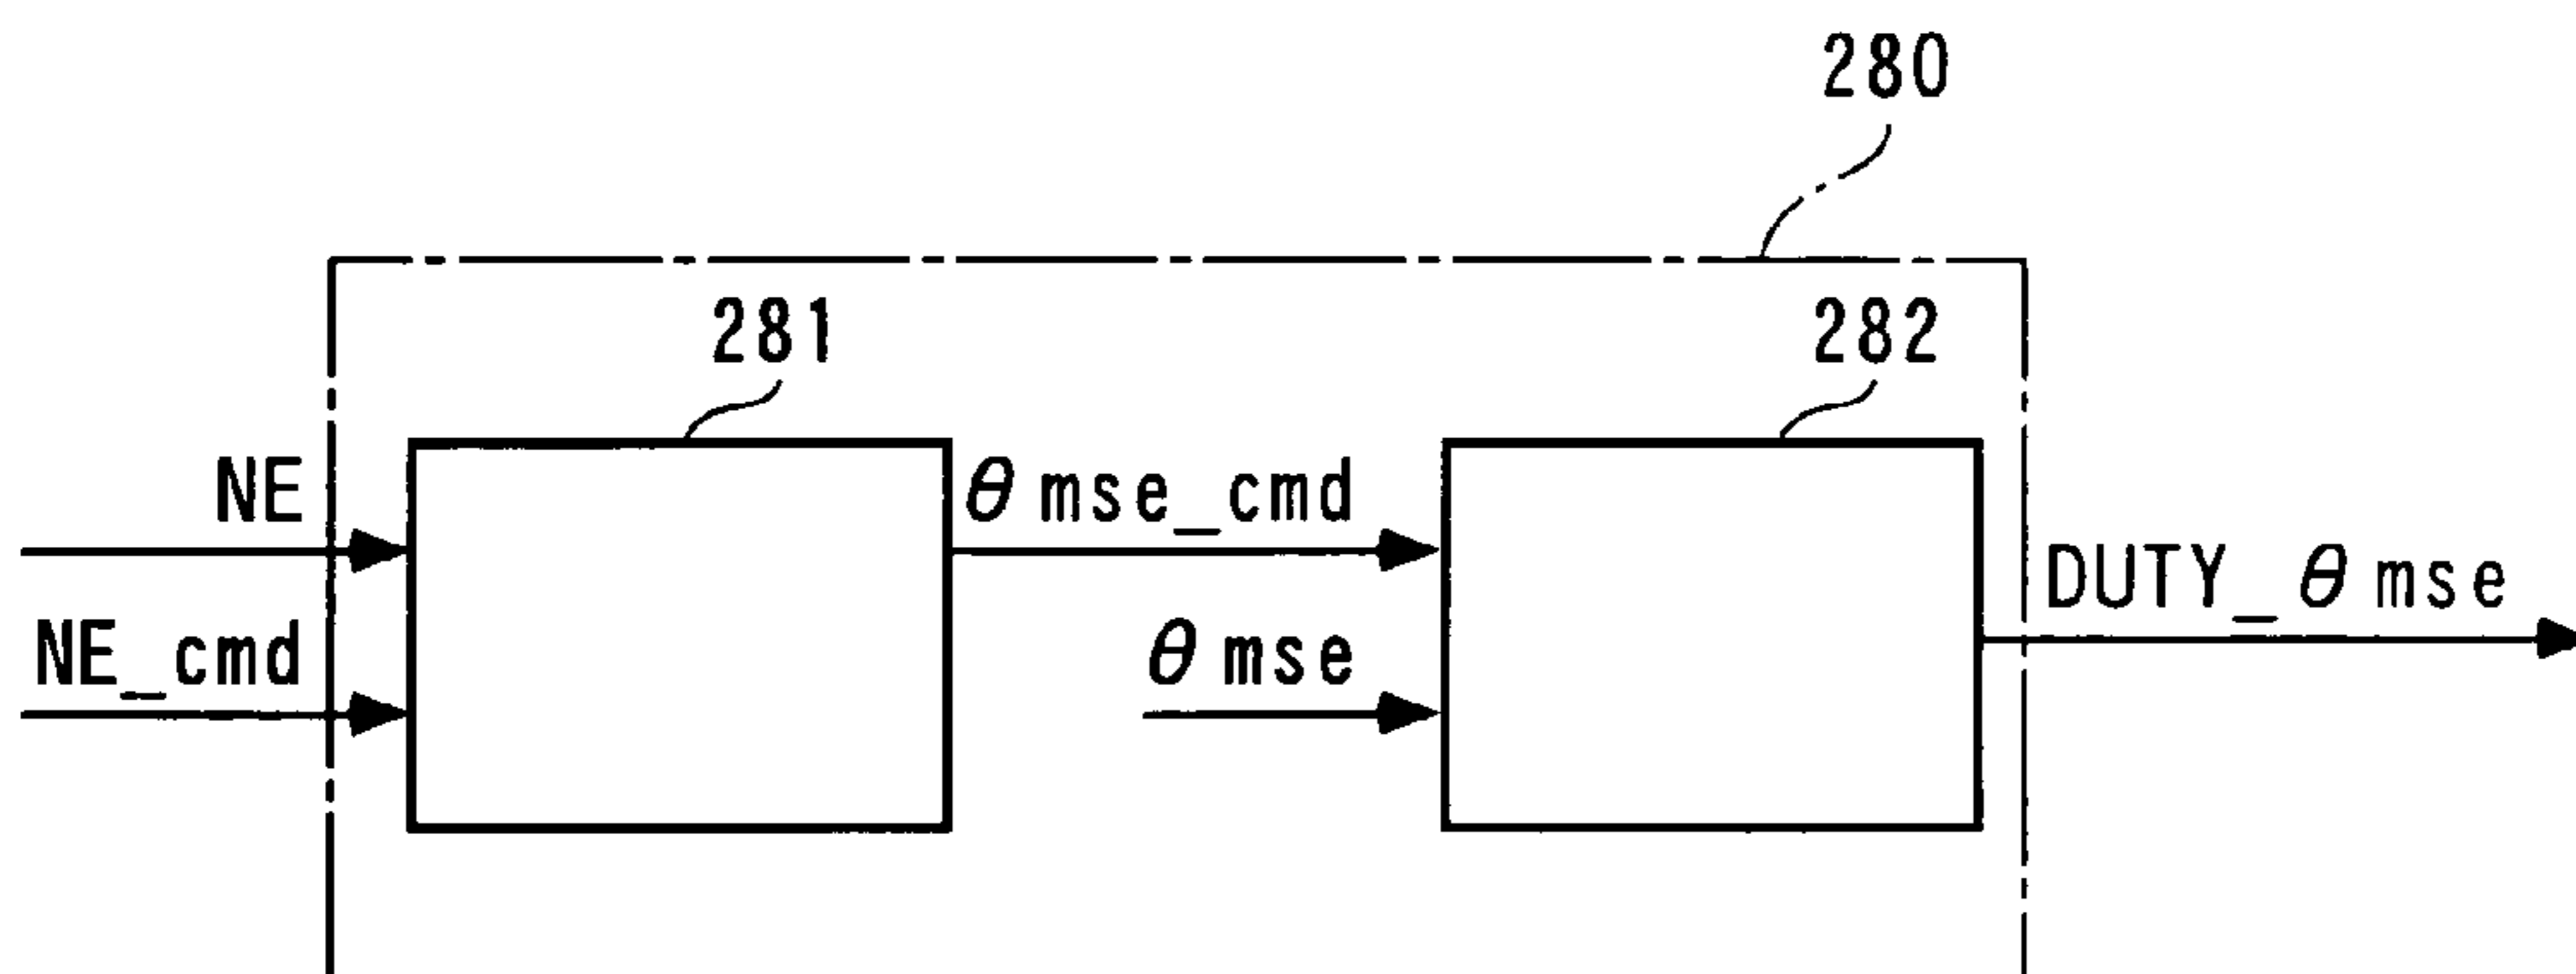 280
281
282
NE
θ mse_cmd
DUTY_θ mse
NE_cmd
θ mse